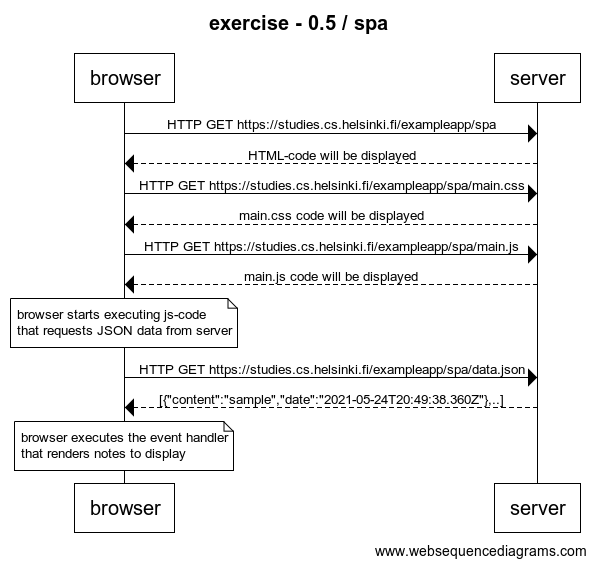 exercise - 0.5 / spa
browser
server
HTTP GET https://studies.cs.helsinki.fi/exampleapp/spa
HTML-code will be displayed
HTTP GET https://studies.cs.helsinki.fi/exampleapp/spa/main.css
main.css code will be displayed
HTTP GET https://studies.cs.helsinki.fi/exampleapp/spa/main.js
main.js code will be displayed
browser starts executing js-code
that requests JSON data from server
HTTP GET https://studies.cs.helsinki.fi/exampleapp/spa/data.json
[{"content":"sample","date":"2021-05-24T20:49:38.360Z"},...]
browser executes the event handler
that renders notes to display
browser
server
www.websequencediagrams.com